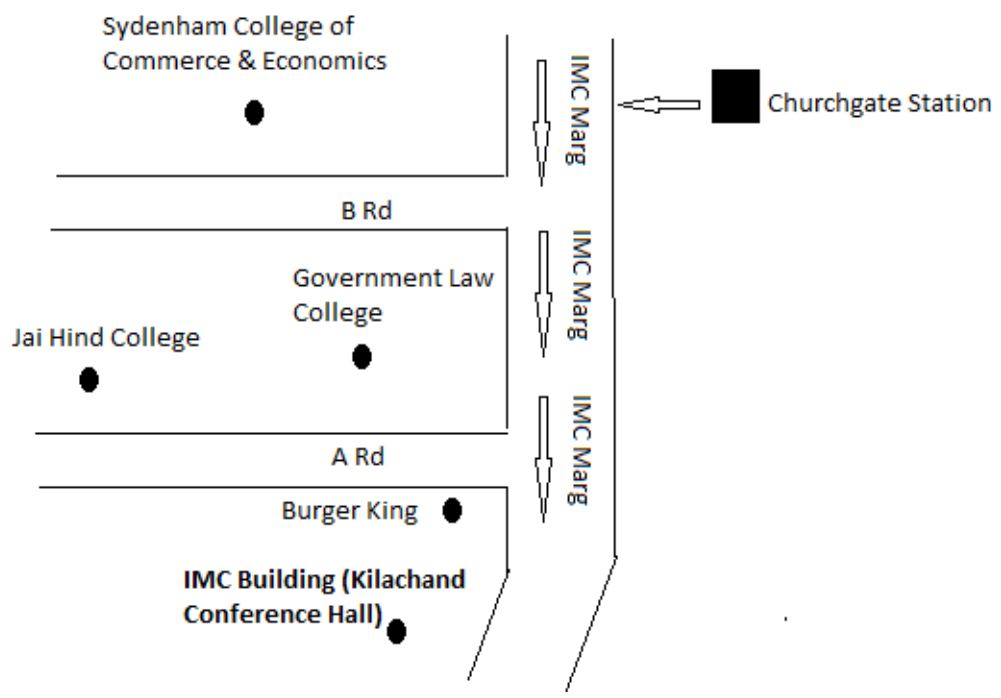 Sydenham College of
Commerce & Economics
IMC Marg
Churchgate Station
B Rd
IMC Marg
Government Law
College
Jai Hind College
IMC Marg
A Rd
Burger King
IMC Building (Kilachand
Conference Hall)